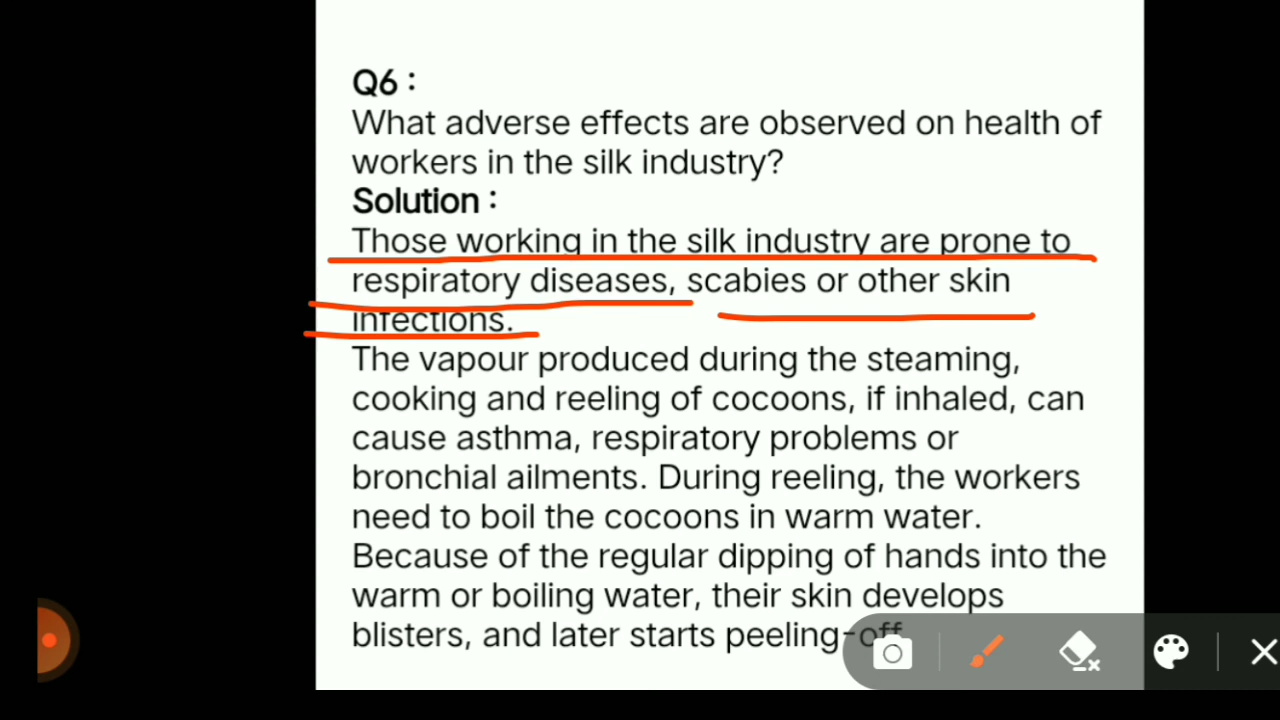 Q6 :
What adverse effects are observed on health of
workers in the silk industry?
Solution :
Those working in the silk industry are prone to
respiratory diseases, scabies or other skin
infections.
The vapour produced during the steaming,
cooking and reeling of cocoons, if inhaled, can
cause asthma, respiratory problems or
bronchial ailments. During reeling, the workers
need to boil the cocoons in warm water.
Because of the regular dipping of hands into the
warm or boiling water, their skin develops
blisters, and later starts peeling-off